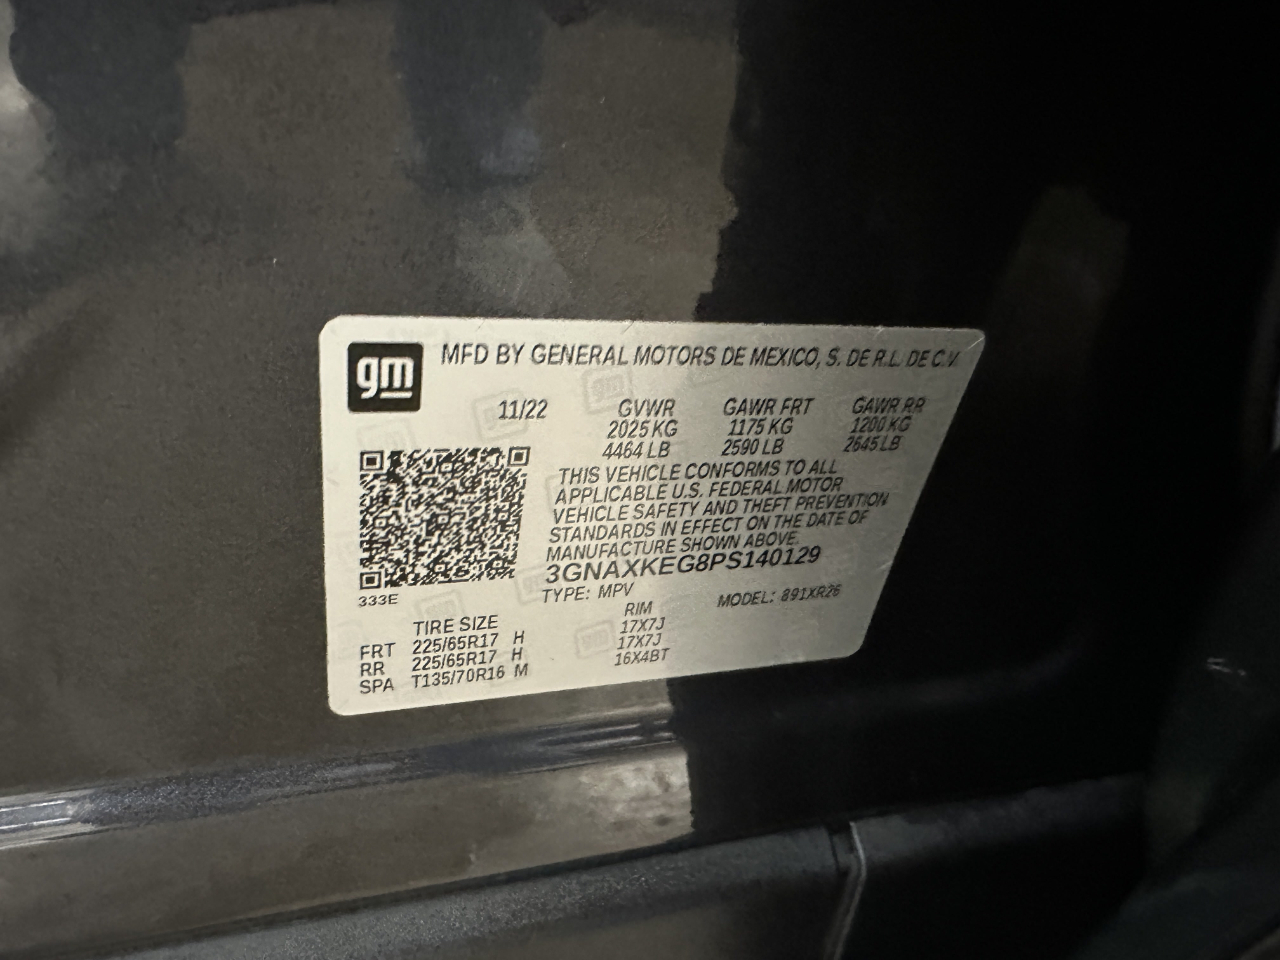 gm
MFD BY GENERAL MOTORS DE MEXICO, S. DE R.L. DE C.V.
11/22 GVWR GAWR FRT GAWR RR
2025 KG 1175 KG 1200 KG
4464 LB 2590 LB 2645 LB
THIS VEHICLE CONFORMS TO ALL
APPLICABLE U.S. FEDERAL MOTOR
VEHICLE SAFETY AND THEFT PREVENTION
STANDARDS IN EFFECT ON THE DATE OF
MANUFACTURE SHOWN ABOVE.
3GNAXKEG8PS140129
333E TYPE: MPV MODEL: 891XR26
TIRE SIZE RIM
FRT 225/65R17 H 17X7J
RR 225/65R17 H 17X7J
SPA T135/70R16 M 16X4BT